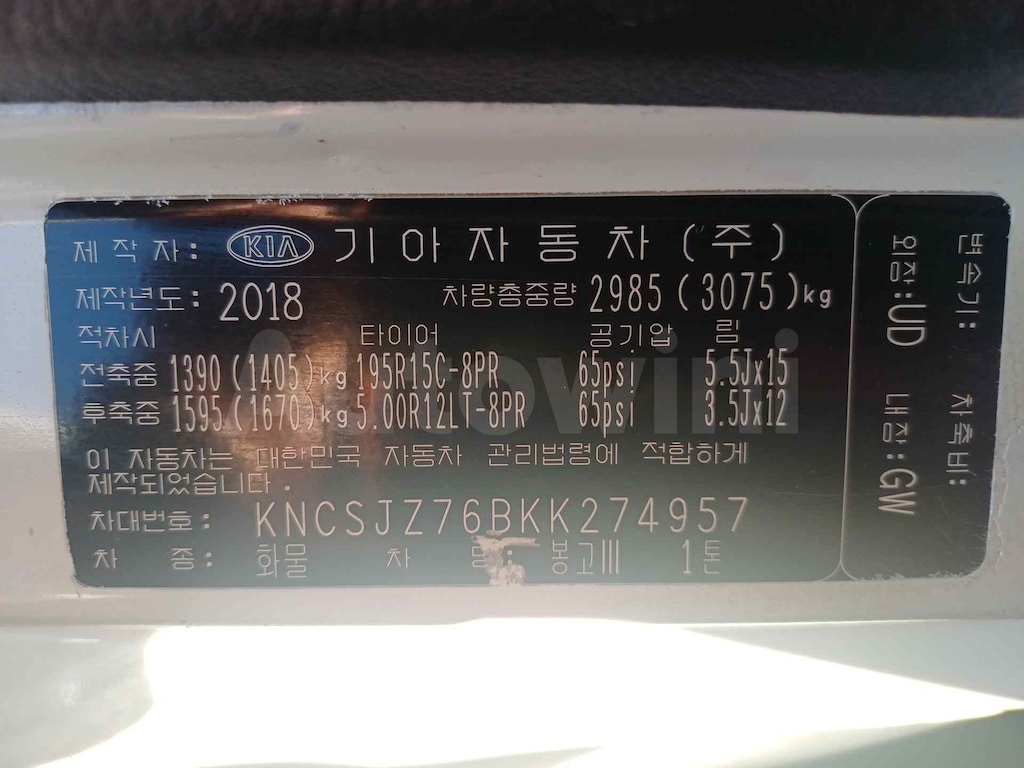 제 작 자: KIA 기아자동차(주)
제작년도: 2018 차량총중량 2985(3075)kg
적차시 타이어 공기압 림
전축중 1390(1405)kg 195R15C-8PR 65psi 5.5Jx15
후축중 1595(1670)kg 5.00R12LT-8PR 65psi 3.5Jx12
이 자동차는 대한민국 자동차 관리법령에 적합하게
제작되었습니다.
차대번호: KNCSJZ76BKK274957
차 종: 화물 차 명: 봉고III 1톤
변속기:
차축비:
외장:UD
내장:GW
autowini